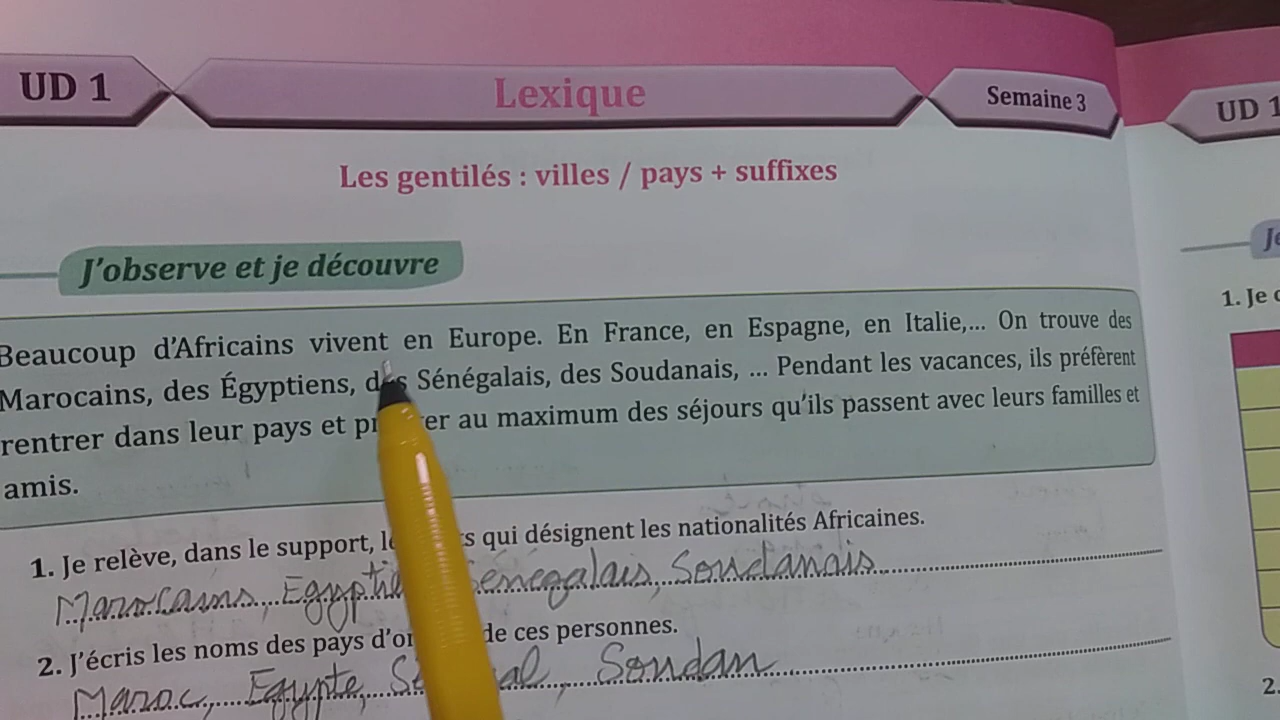 UD 1
Lexique
Semaine 3
Les gentilés : villes / pays + suffixes
J'observe et je découvre
Beaucoup d'Africains vivent en Europe. En France, en Espagne, en Italie,... On trouve des
Marocains, des Égyptiens, des Sénégalais, des Soudanais, ... Pendant les vacances, ils préfèrent
rentrer dans leur pays et au maximum des séjours qu'ils passent avec leurs familles et
amis.
1. Je relève, dans le support, qui désignent les nationalités Africaines.
Marocains, Sénégalais, Soudanais
2. J'écris les noms des pays de ces personnes.
Maroc, Egypte, Soudan
UD 1
1. Je
2.